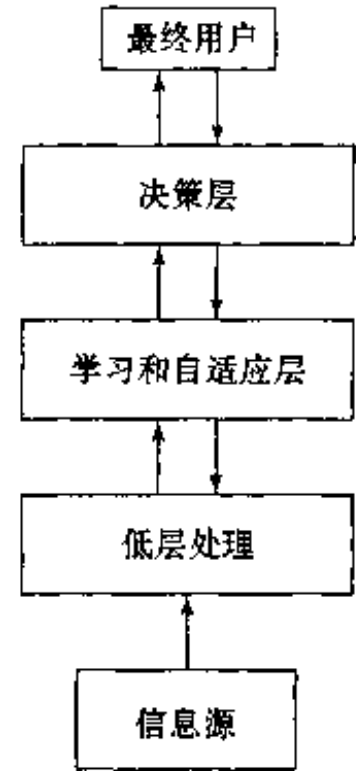 最终用户
决策层
学习和自适应层
低层处理
信息源